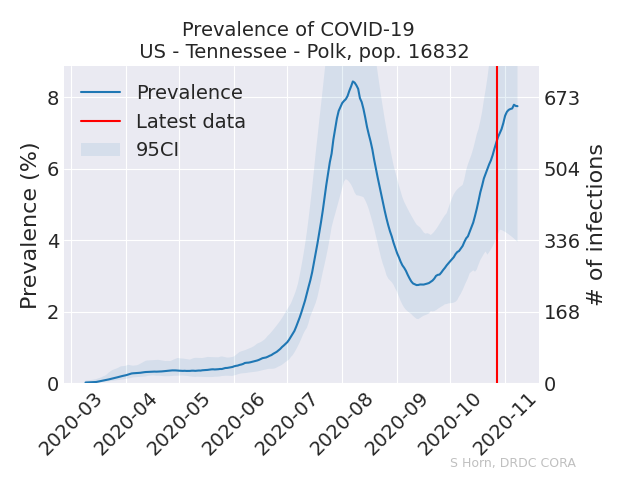 Prevalence of COVID-19
US - Tennessee - Polk, pop. 16832
Prevalence
Latest data
95CI
Prevalence (%)
8
6
4
2
0
673
504
336
168
0
# of infections
2020-03
2020-04
2020-05
2020-06
2020-07
2020-08
2020-09
2020-10
2020-11
S Horn, DRDC CORA